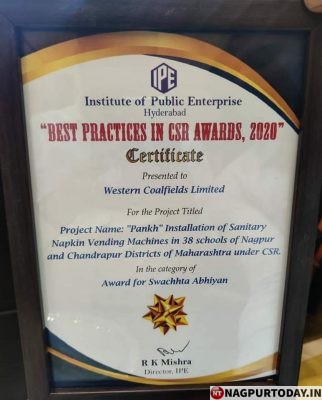 IPE
Institute of Public Enterprise
Hyderabad
"BEST PRACTICES IN CSR AWARDS, 2020"
Certificate
Presented to
Western Coalfields Limited
For the Project Titled
Project Name: "Pankh" Installation of Sanitary
Napkin Vending Machines in 38 schools of Nagpur
and Chandrapur Districts of Maharashtra under CSR.
In the category of
Award for Swachhta Abhiyan
R K Mishra
Director, IPE
NT NAGPURTODAY.IN